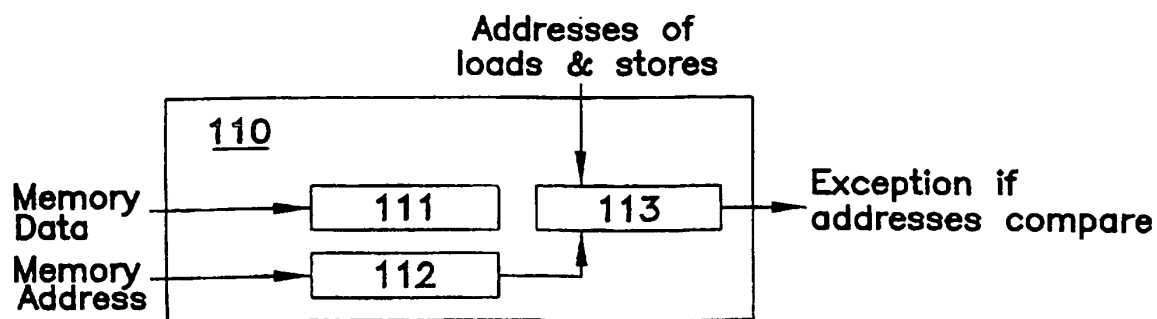 Addresses of
loads & stores
110
Memory
Data
111
113
Exception if
addresses compare
Memory
Address
112